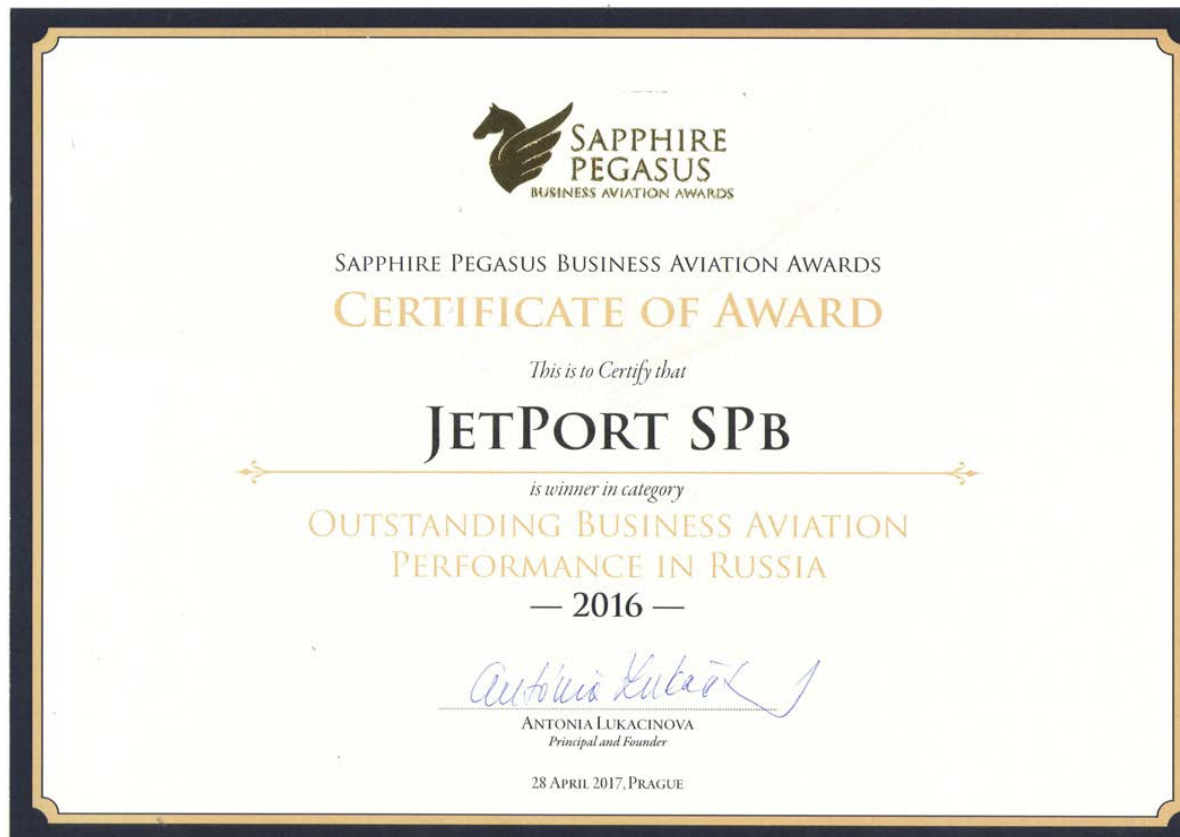 SAPPHIRE
PEGASUS
BUSINESS AVIATION AWARDS
SAPPHIRE PEGASUS BUSINESS AVIATION AWARDS
CERTIFICATE OF AWARD
This is to Certify that
JETPORT SPB
is winner in category
OUTSTANDING BUSINESS AVIATION
PERFORMANCE IN RUSSIA
— 2016 —
Antónia Lukáč
ANTONIA LUKACINOVA
Principal and Founder
28 APRIL 2017, PRAGUE